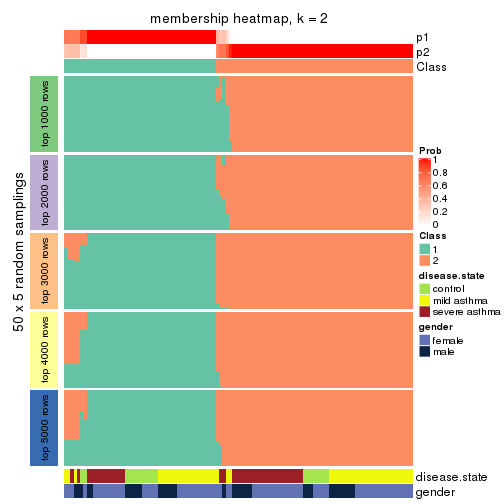 membership heatmap, k = 2
p1
p2
Class
50 x 5 random samplings
top 1000 rows
top 2000 rows
top 3000 rows
top 4000 rows
top 5000 rows
Prob
1
0.8
0.6
0.4
0.2
0
Class
1
2
disease.state
control
mild asthma
severe asthma
gender
female
male
disease.state
gender